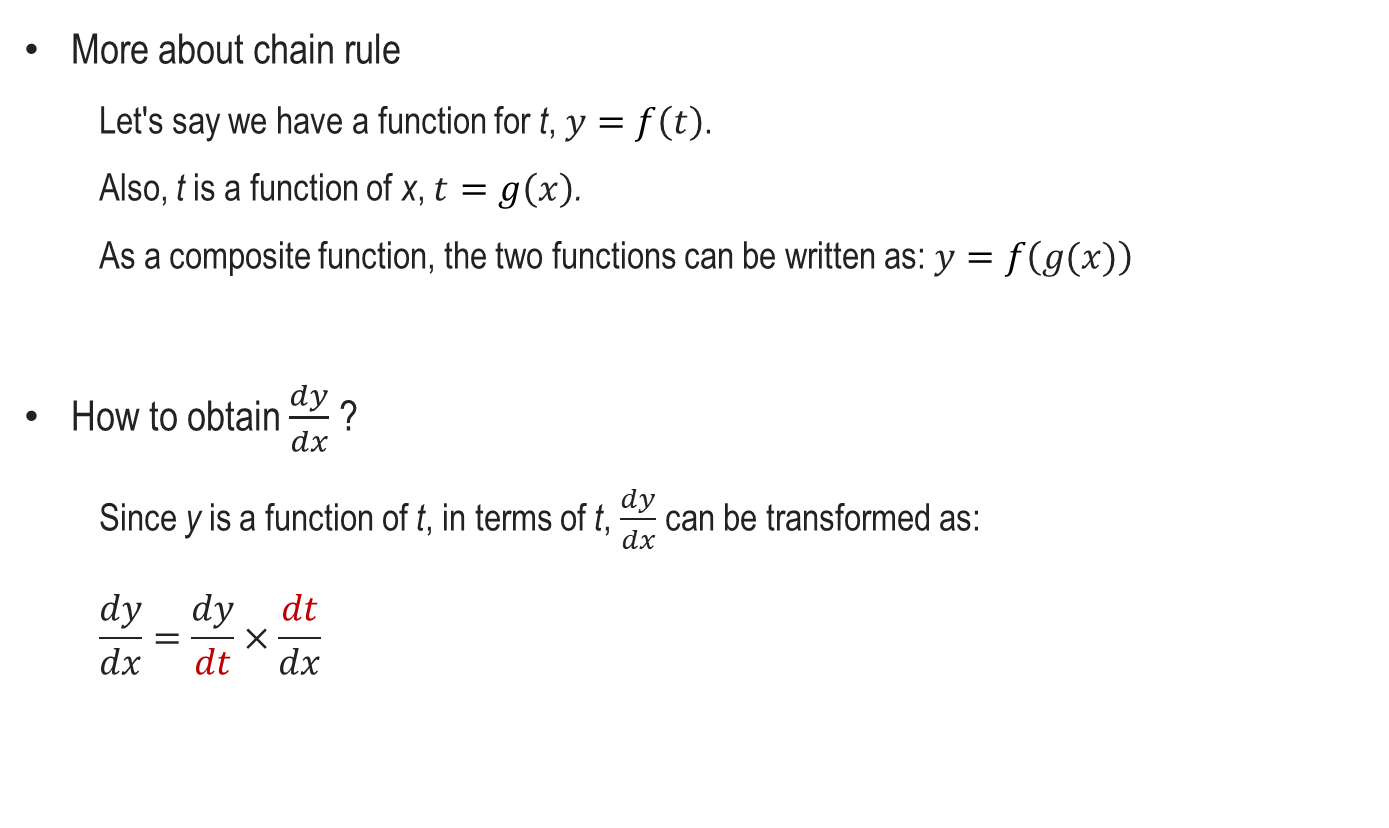 • More about chain rule
Let's say we have a function for t, y = f(t).
Also, t is a function of x, t = g(x).
As a composite function, the two functions can be written as: y = f(g(x))
• How to obtain dy/dx ?
Since y is a function of t, in terms of t, dy/dx can be transformed as:
dy/dx = dy/dt × dt/dx